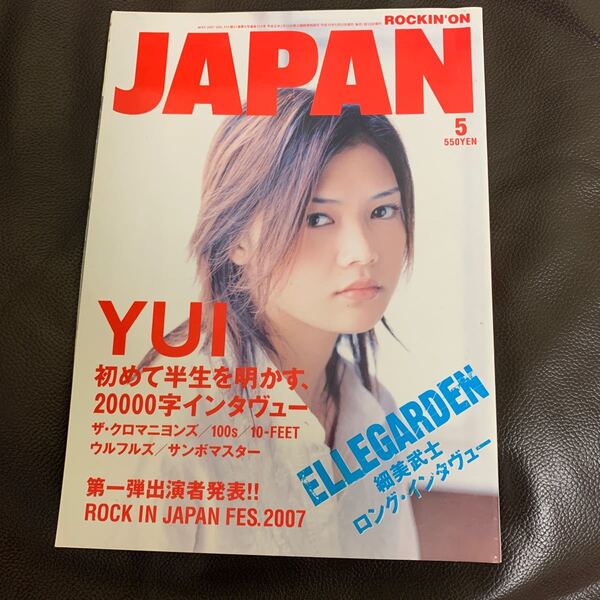 ROCKIN'ON
JAPAN
5
550YEN
YUI
初めて半生を明かす、
20000字インタヴュー
ザ・クロマニヨンズ/100s/10-FEET
ウルフルズ/サンボマスター
ELLEGARDEN
細美武士
ロング・インタヴュー
第一弾出演者発表!!
ROCK IN JAPAN FES.2007